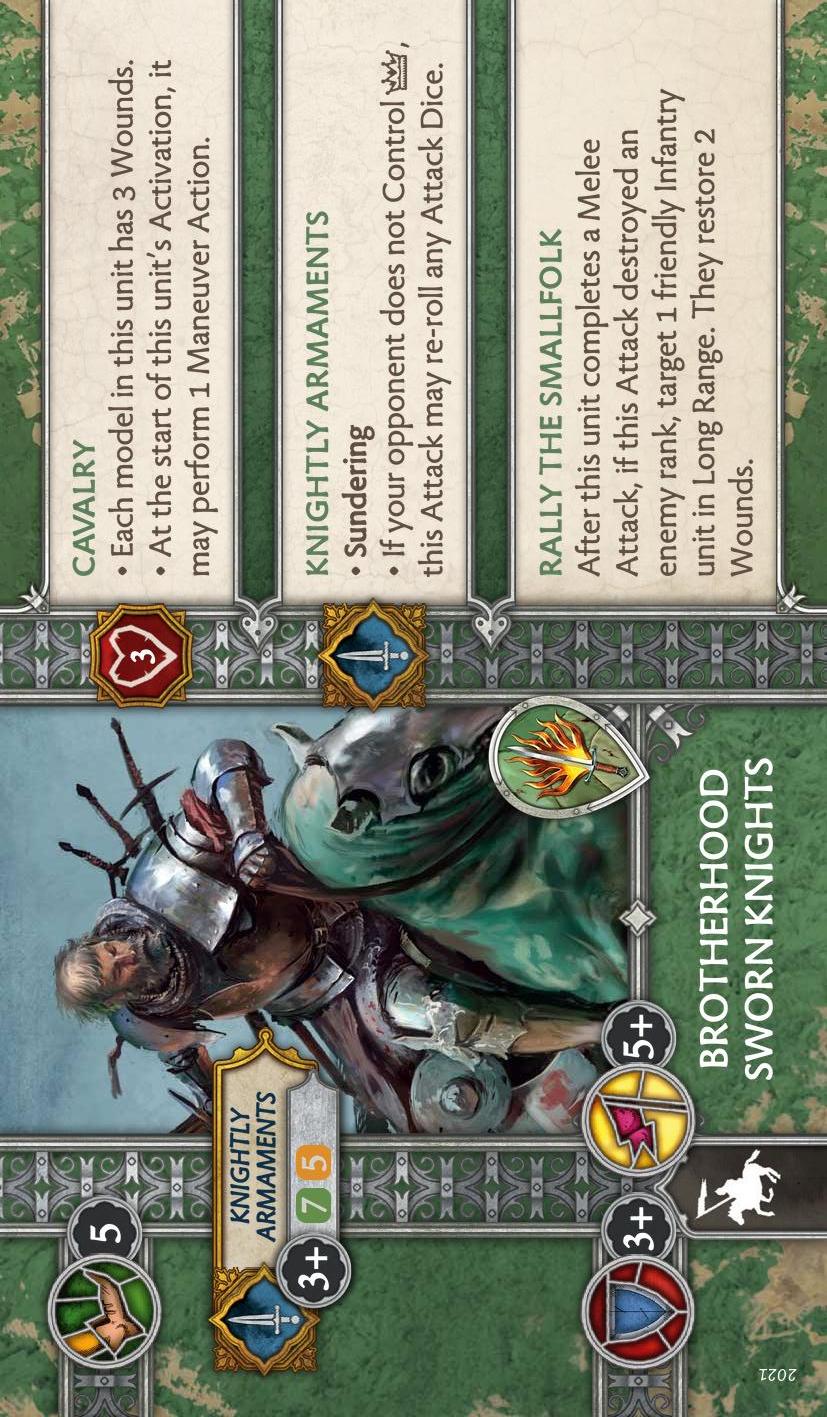 5
KNIGHTLY
ARMAMENTS
3+
7 5
3+
5+
BROTHERHOOD
SWORN KNIGHTS
2021
3
CAVALRY
• Each model in this unit has 3 Wounds.
• At the start of this unit's Activation, it
may perform 1 Maneuver Action.
KNIGHTLY ARMAMENTS
• Sundering
• If your opponent does not Control ,
this Attack may re-roll any Attack Dice.
RALLY THE SMALLFOLK
After this unit completes a Melee
Attack, if this Attack destroyed an
enemy rank, target 1 friendly Infantry
unit in Long Range. They restore 2
Wounds.